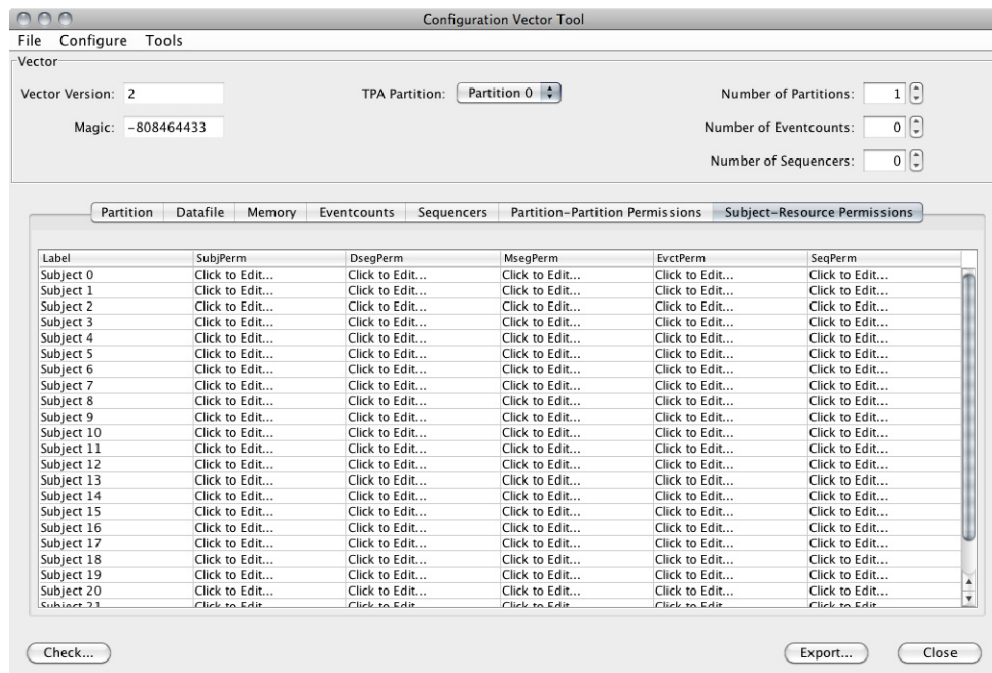 Configuration Vector Tool
File Configure Tools
Vector
Vector Version: 2 TPA Partition: Partition 0 Number of Partitions: 1
Magic: -808464433 Number of Eventcounts: 0
Number of Sequencers: 0
Partition Datafile Memory Eventcounts Sequencers Partition-Partition Permissions Subject-Resource Permissions
Label SubjPerm DsegPerm MsegPerm EvctPerm SeqPerm
Subject 0 Click to Edit... Click to Edit... Click to Edit... Click to Edit... Click to Edit...
Subject 1 Click to Edit... Click to Edit... Click to Edit... Click to Edit... Click to Edit...
Subject 2 Click to Edit... Click to Edit... Click to Edit... Click to Edit... Click to Edit...
Subject 3 Click to Edit... Click to Edit... Click to Edit... Click to Edit... Click to Edit...
Subject 4 Click to Edit... Click to Edit... Click to Edit... Click to Edit... Click to Edit...
Subject 5 Click to Edit... Click to Edit... Click to Edit... Click to Edit... Click to Edit...
Subject 6 Click to Edit... Click to Edit... Click to Edit... Click to Edit... Click to Edit...
Subject 7 Click to Edit... Click to Edit... Click to Edit... Click to Edit... Click to Edit...
Subject 8 Click to Edit... Click to Edit... Click to Edit... Click to Edit... Click to Edit...
Subject 9 Click to Edit... Click to Edit... Click to Edit... Click to Edit... Click to Edit...
Subject 10 Click to Edit... Click to Edit... Click to Edit... Click to Edit... Click to Edit...
Subject 11 Click to Edit... Click to Edit... Click to Edit... Click to Edit... Click to Edit...
Subject 12 Click to Edit... Click to Edit... Click to Edit... Click to Edit... Click to Edit...
Subject 13 Click to Edit... Click to Edit... Click to Edit... Click to Edit... Click to Edit...
Subject 14 Click to Edit... Click to Edit... Click to Edit... Click to Edit... Click to Edit...
Subject 15 Click to Edit... Click to Edit... Click to Edit... Click to Edit... Click to Edit...
Subject 16 Click to Edit... Click to Edit... Click to Edit... Click to Edit... Click to Edit...
Subject 17 Click to Edit... Click to Edit... Click to Edit... Click to Edit... Click to Edit...
Subject 18 Click to Edit... Click to Edit... Click to Edit... Click to Edit... Click to Edit...
Subject 19 Click to Edit... Click to Edit... Click to Edit... Click to Edit... Click to Edit...
Subject 20 Click to Edit... Click to Edit... Click to Edit... Click to Edit... Click to Edit...
Subject 21 Click to Edit Click to Edit Click to Edit Click to Edit Click to Edit
Check... Export... Close